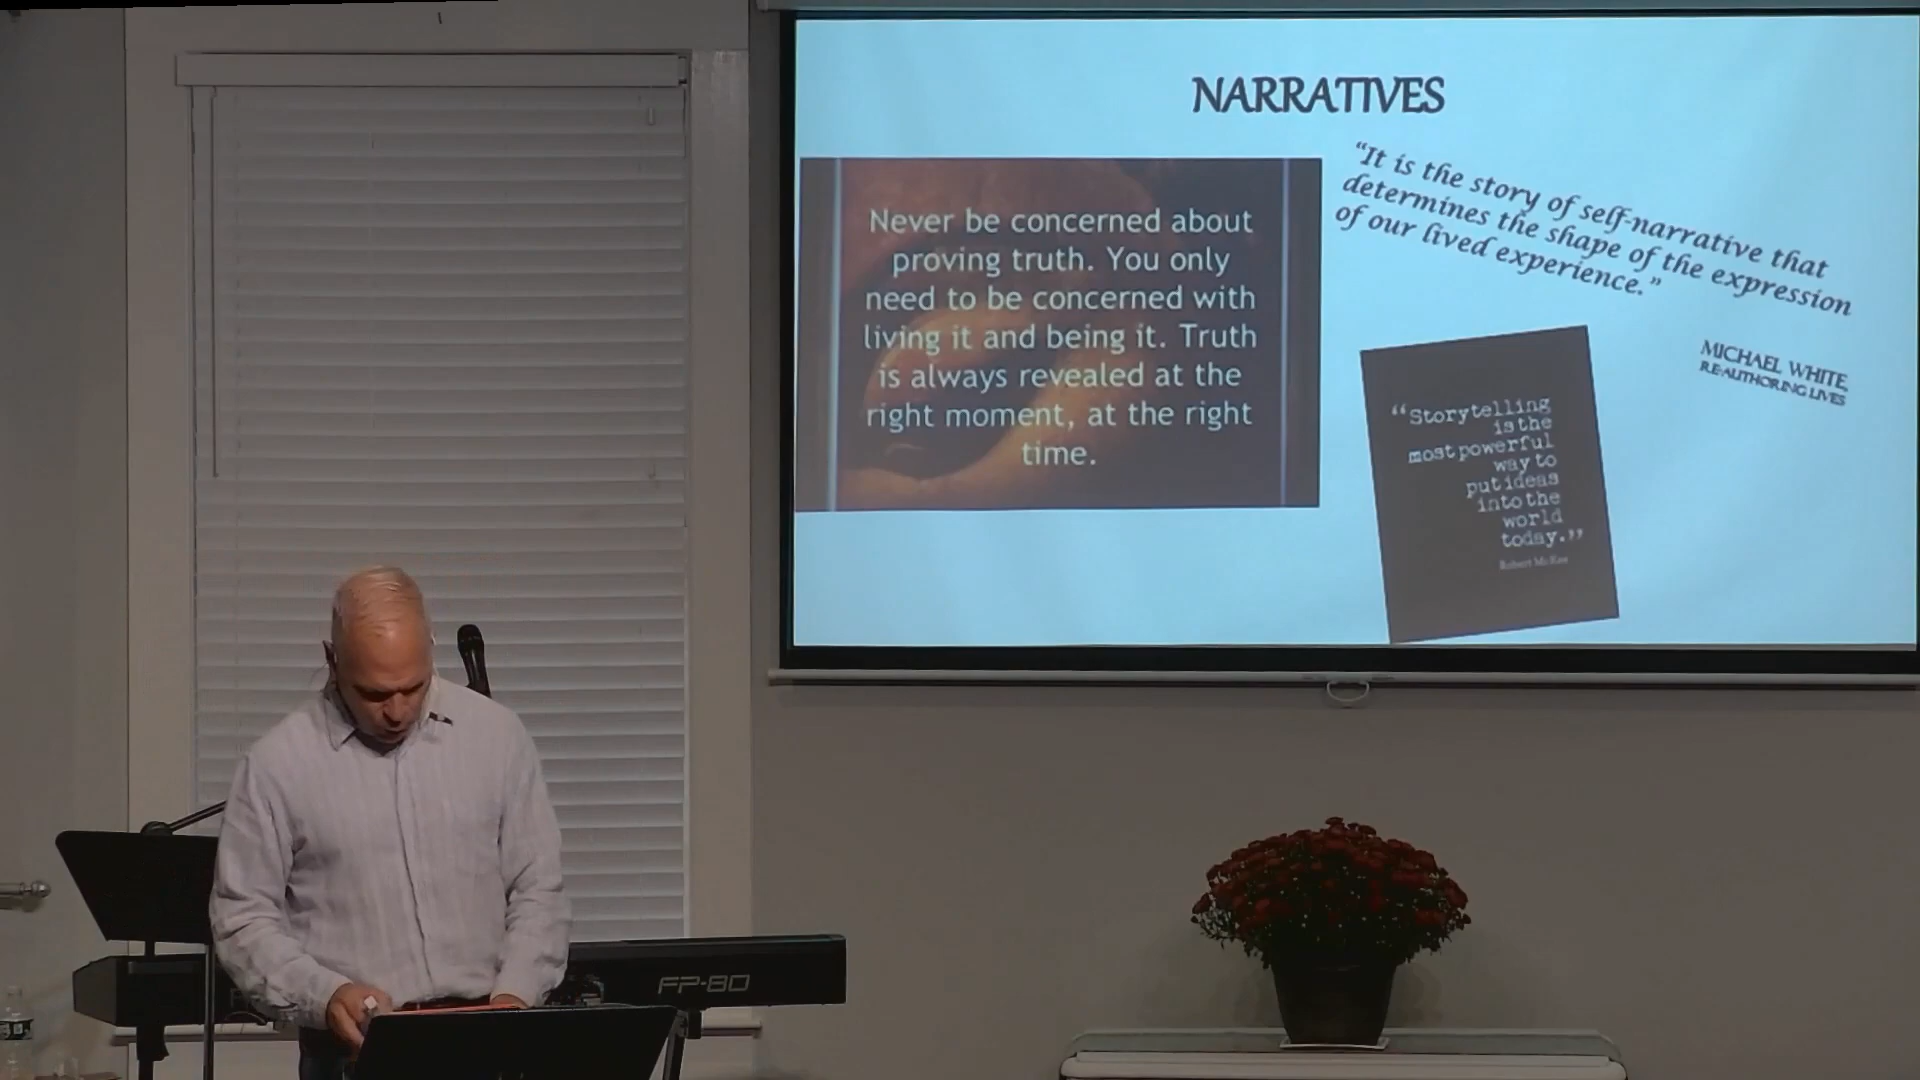 NARRATIVES
Never be concerned about
proving truth. You only
need to be concerned with
living it and being it. Truth
is always revealed at the
right moment, at the right
time.
“It is the story of self-narrative that
determines the shape of the expression
of our lived experience.”
MICHAEL WHITE,
RE-AUTHORING LIVES
“Storytelling
is the
most powerful
way to
put ideas
into the
world
today.”
Robert McKee
FP-80